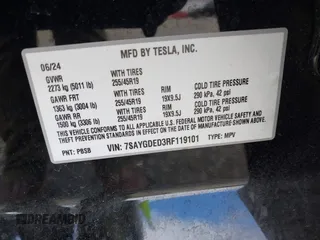 MFD BY TESLA, INC.
06/24
GVWR WITH TIRES RIM COLD TIRE PRESSURE
2273 kg (5011 lb) 255/45R19 19X9.5J 290 kPa, 42 psi
GAWR FRT WITH TIRES RIM COLD TIRE PRESSURE
1363 kg (3004 lb) 255/45R19 19X9.5J 290 kPa, 42 psi
GAWR RR WITH TIRES
1500 kg (3306 lb) 255/45R19
THIS VEHICLE CONFORMS TO ALL APPLICABLE U.S. FEDERAL MOTOR VEHICLE SAFETY
AND THEFT PREVENTION STANDARDS IN EFFECT ON THE DATE OF MANUFACTURE SHOWN ABOVE.
PNT: PBSB VIN: 7SAYGDED3RF119101 TYPE: MPV
DREAMBID